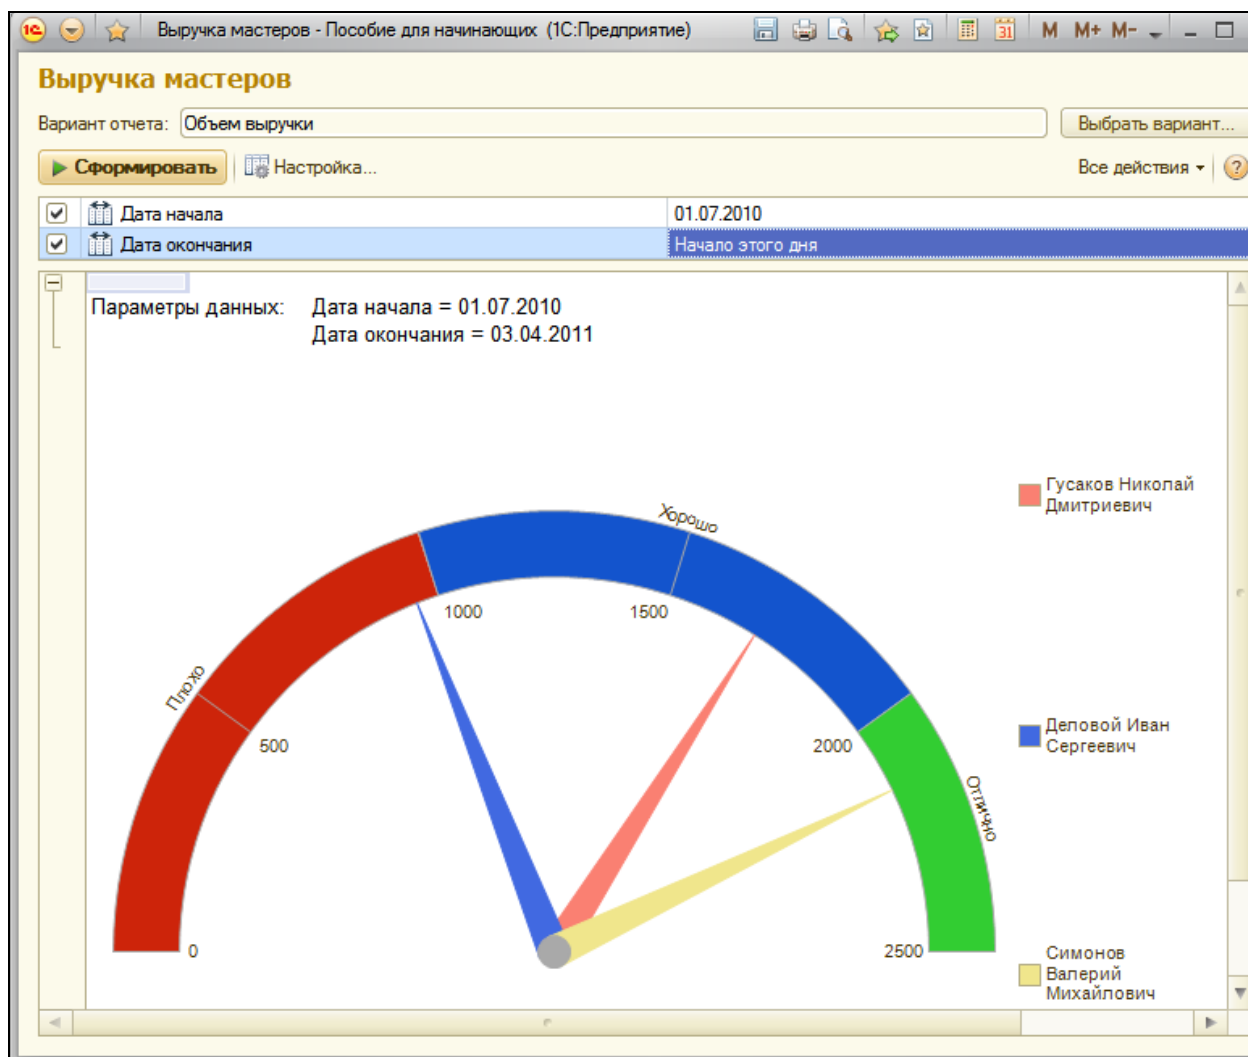 Выручка мастеров - Пособие для начинающих (1С:Предприятие)
31 M M+ M-
Выручка мастеров
Вариант отчета: Объем выручки Выбрать вариант...
Сформировать Настройка... Все действия ?
Дата начала 01.07.2010
Дата окончания Начало этого дня
Параметры данных: Дата начала = 01.07.2010
Дата окончания = 03.04.2011
Плохо
Хорошо
Отлично
0
500
1000
1500
2000
2500
Гусаков Николай
Дмитриевич
Деловой Иван
Сергеевич
Симонов
Валерий
Михайлович